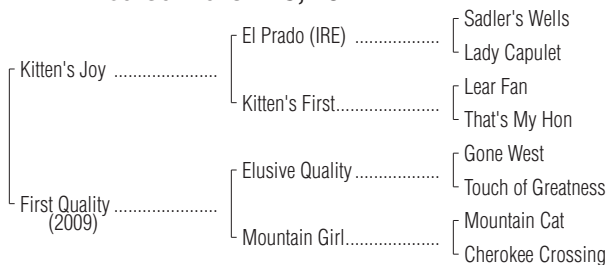 Sadler's Wells
El Prado (IRE) ...................
Lady Capulet
Kitten's Joy .......................
Lear Fan
Kitten's First.......................
That's My Hon
Gone West
Elusive Quality ...................
Touch of Greatness
First Quality .......................
(2009)
Mountain Cat
Mountain Girl.....................
Cherokee Crossing